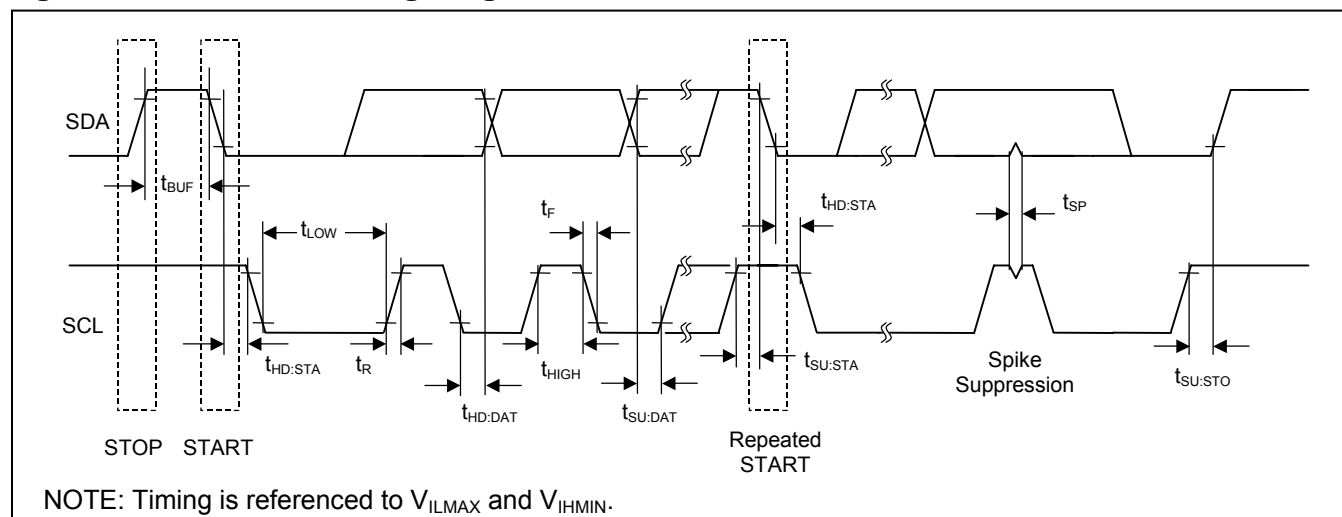 SDA
tBUF
tF
tHD:STA
tSP
tLOW
SCL
tHD:STA
tR
tHIGH
tSU:STA
Spike
Suppression
tSU:STO
tHD:DAT
tSU:DAT
STOP
START
Repeated
START
NOTE: Timing is referenced to VILMAX and VIHMIN.